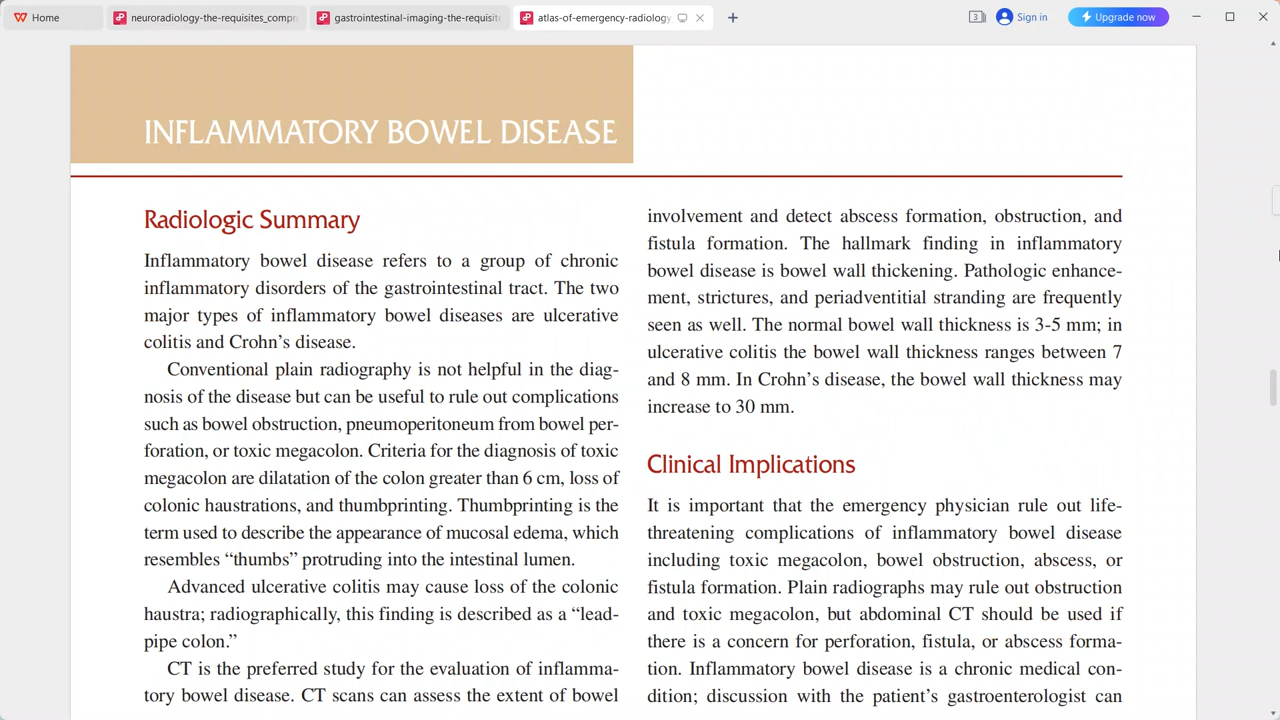 Home
neuroradiology-the-requisites_compr
gastrointestinal-imaging-the-requisite
atlas-of-emergency-radiology
3
Sign in
Upgrade now
INFLAMMATORY BOWEL DISEASE
Radiologic Summary
Inflammatory bowel disease refers to a group of chronic
inflammatory disorders of the gastrointestinal tract. The two
major types of inflammatory bowel diseases are ulcerative
colitis and Crohn's disease.
Conventional plain radiography is not helpful in the diag-
nosis of the disease but can be useful to rule out complications
such as bowel obstruction, pneumoperitoneum from bowel per-
foration, or toxic megacolon. Criteria for the diagnosis of toxic
megacolon are dilatation of the colon greater than 6 cm, loss of
colonic haustrations, and thumbprinting. Thumbprinting is the
term used to describe the appearance of mucosal edema, which
resembles “thumbs” protruding into the intestinal lumen.
Advanced ulcerative colitis may cause loss of the colonic
haustra; radiographically, this finding is described as a “lead-
pipe colon.”
CT is the preferred study for the evaluation of inflamma-
tory bowel disease. CT scans can assess the extent of bowel
involvement and detect abscess formation, obstruction, and
fistula formation. The hallmark finding in inflammatory
bowel disease is bowel wall thickening. Pathologic enhance-
ment, strictures, and periadventitial stranding are frequently
seen as well. The normal bowel wall thickness is 3-5 mm; in
ulcerative colitis the bowel wall thickness ranges between 7
and 8 mm. In Crohn's disease, the bowel wall thickness may
increase to 30 mm.
Clinical Implications
It is important that the emergency physician rule out life-
threatening complications of inflammatory bowel disease
including toxic megacolon, bowel obstruction, abscess, or
fistula formation. Plain radiographs may rule out obstruction
and toxic megacolon, but abdominal CT should be used if
there is a concern for perforation, fistula, or abscess forma-
tion. Inflammatory bowel disease is a chronic medical con-
dition; discussion with the patient's gastroenterologist can